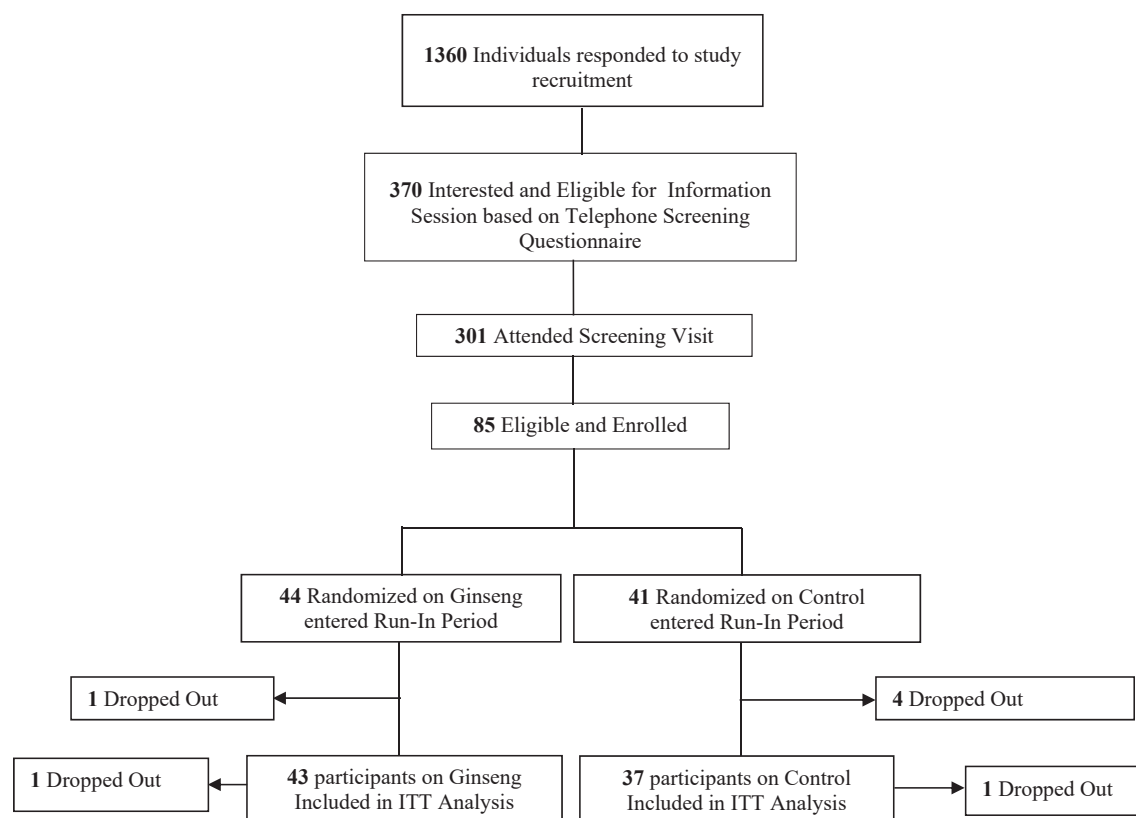 1360 Individuals responded to study
recruitment
370 Interested and Eligible for Information
Session based on Telephone Screening
Questionnaire
301 Attended Screening Visit
85 Eligible and Enrolled
44 Randomized on Ginseng
entered Run-In Period
41 Randomized on Control
entered Run-In Period
1 Dropped Out
4 Dropped Out
1 Dropped Out
43 participants on Ginseng
Included in ITT Analysis
37 participants on Control
Included in ITT Analysis
1 Dropped Out